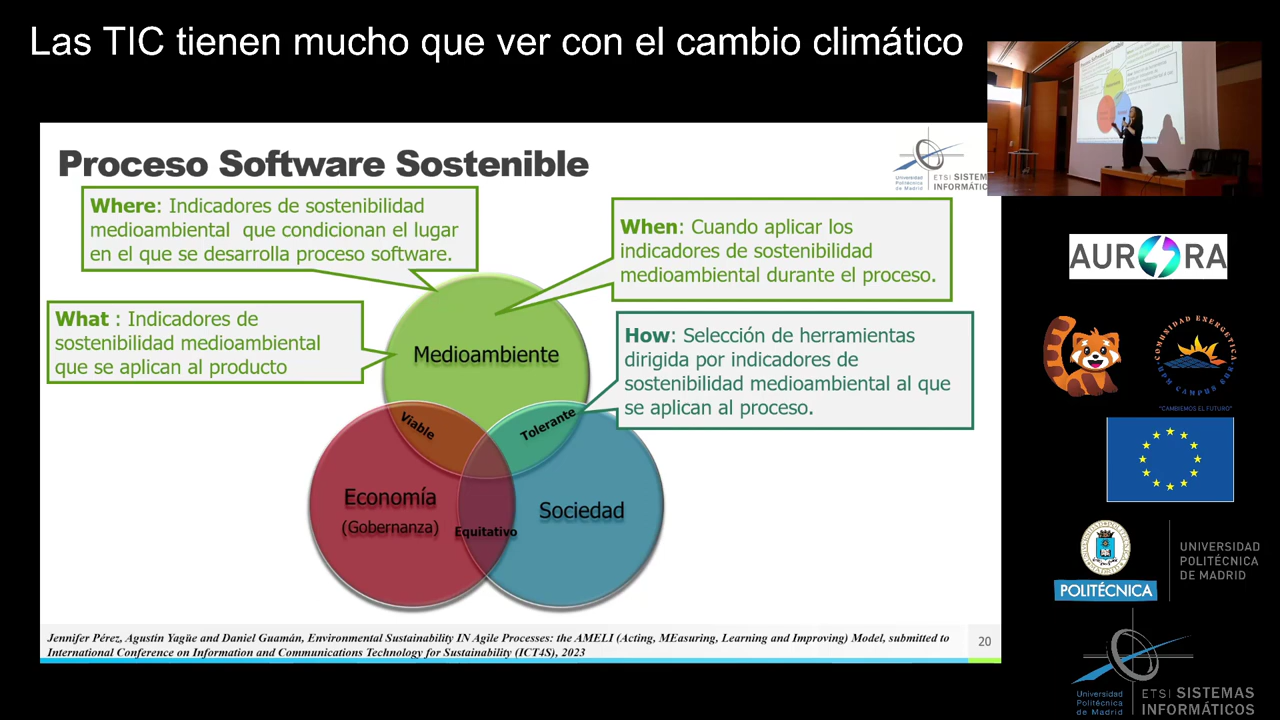 Las TIC tienen mucho que ver con el cambio climático
Proceso Software Sostenible
Universidad
Politécnica
de Madrid
ETSI SISTEMAS
INFORMÁTICOS
Where: Indicadores de sostenibilidad
medioambiental que condicionan el lugar
en el que se desarrolla proceso software.
When: Cuando aplicar los
indicadores de sostenibilidad
medioambiental durante el proceso.
What : Indicadores de
sostenibilidad medioambiental
que se aplican al producto
How: Selección de herramientas
dirigida por indicadores de
sostenibilidad medioambiental al que
se aplican al proceso.
Medioambiente
Viable
Tolerante
Economía
(Gobernanza)
Sociedad
Equitativo
Jennifer Pérez, Agustin Yagüe and Daniel Guamán, Environmental Sustainability IN Agile Processes: the AMELI (Acting, MEasuring, Learning and Improving) Model, submitted to
International Conference on Information and Communications Technology for Sustainability (ICT4S), 2023
20
Proceso Software Sostenible
AURORA
COMUNIDAD ENERGÉTICA
UPM CAMPUS SUR
"CAMBIEMOS EL FUTURO"
POLITÉCNICA
UNIVERSIDAD
POLITÉCNICA
DE MADRID
Universidad
Politécnica
de Madrid
ETSI SISTEMAS
INFORMÁTICOS